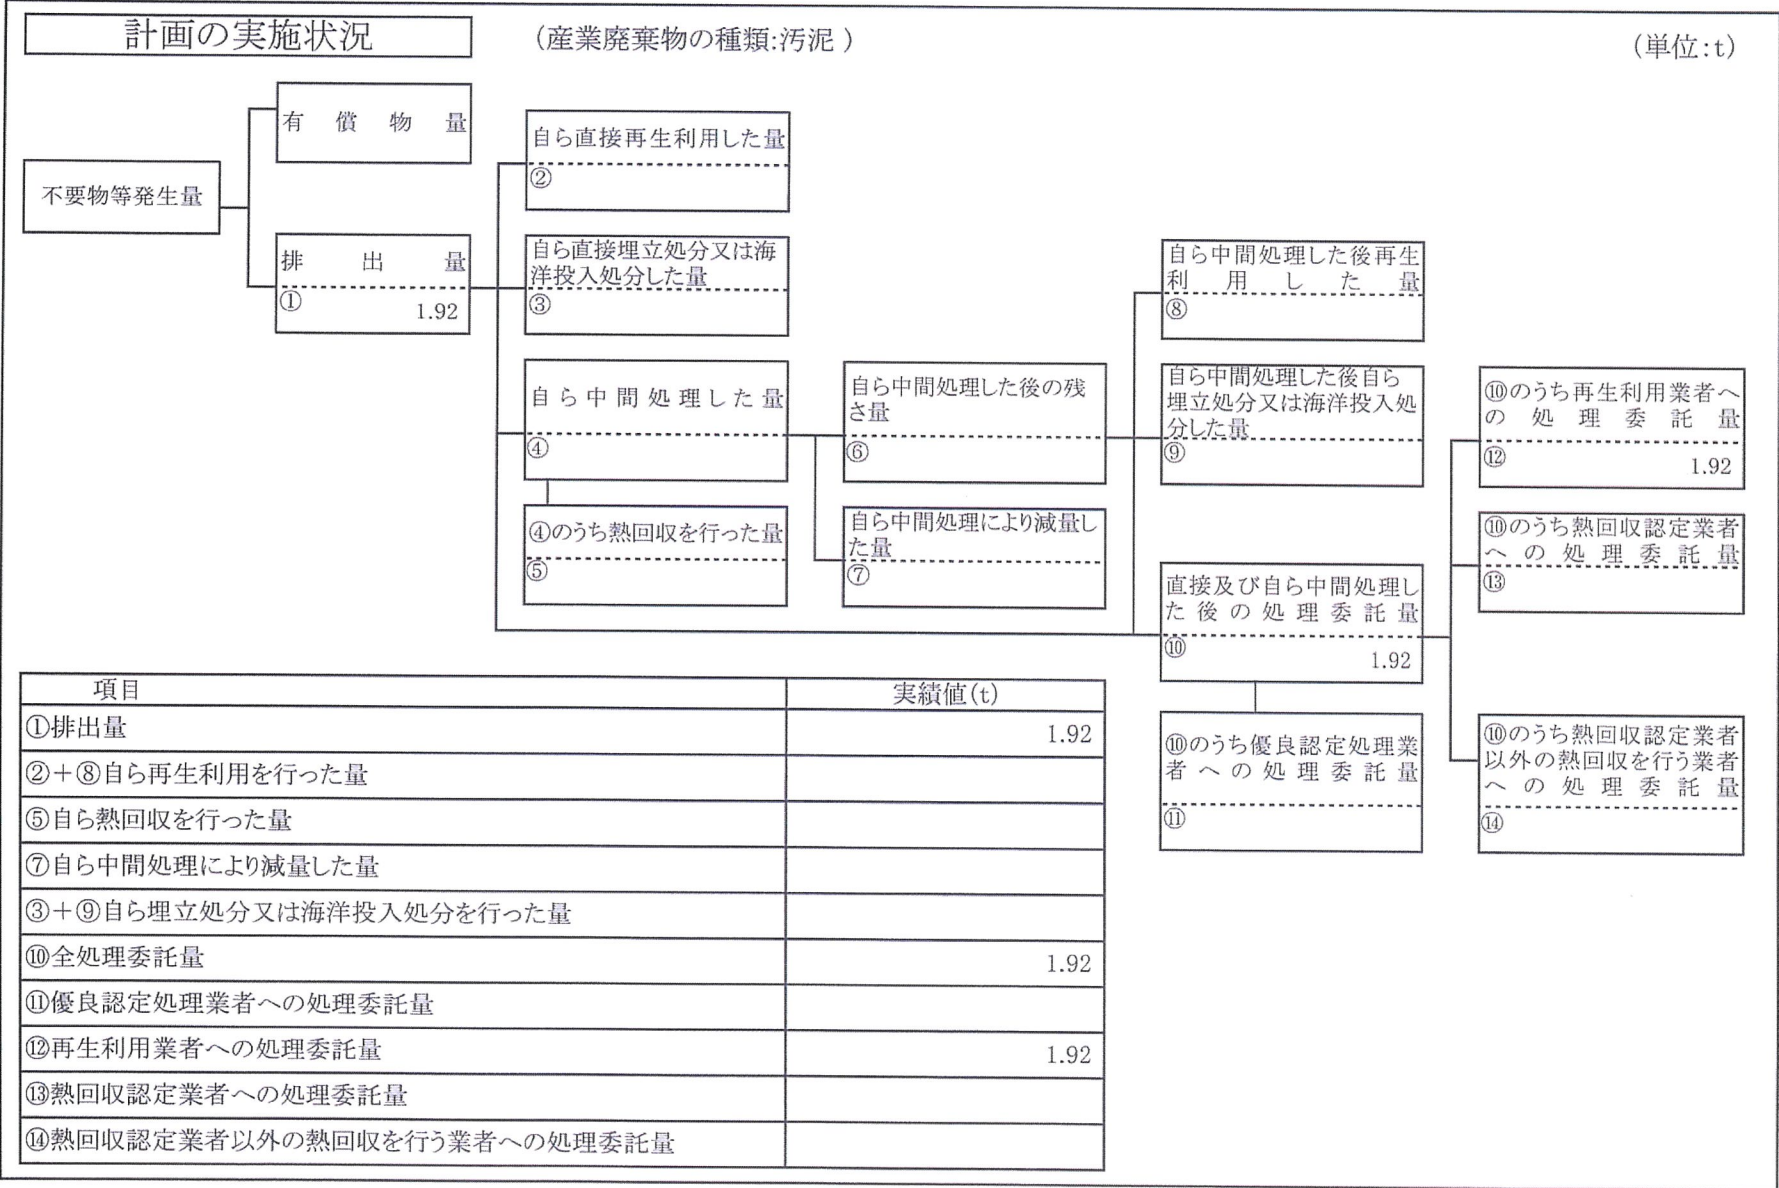 計画の実施状況
（産業廃棄物の種類:汚泥 ）
（単位:t）
有償物量
不要物等発生量
排出量
①
1.92
自ら直接再生利用した量
②
自ら直接埋立処分又は海
洋投入処分した量
③
自ら中間処理した量
④
④のうち熱回収を行った量
⑤
自ら中間処理した後の残
さ量
⑥
自ら中間処理により減量し
た量
⑦
自ら中間処理した後再生
利用した量
⑧
自ら中間処理した後自ら
埋立処分又は海洋投入処
分した量
⑨
直接及び自ら中間処理し
た後の処理委託量
⑩
1.92
⑩のうち優良認定処理業
者への処理委託量
⑪
⑩のうち再生利用業者へ
の処理委託量
⑫
1.92
⑩のうち熱回収認定業者
への処理委託量
⑬
⑩のうち熱回収認定業者
以外の熱回収を行う業者
への処理委託量
⑭
項目 実績値(t)
①排出量 1.92
②＋⑧自ら再生利用を行った量
⑤自ら熱回収を行った量
⑦自ら中間処理により減量した量
③＋⑨自ら埋立処分又は海洋投入処分を行った量
⑩全処理委託量 1.92
⑪優良認定処理業者への処理委託量
⑫再生利用業者への処理委託量 1.92
⑬熱回収認定業者への処理委託量
⑭熱回収認定業者以外の熱回収を行う業者への処理委託量